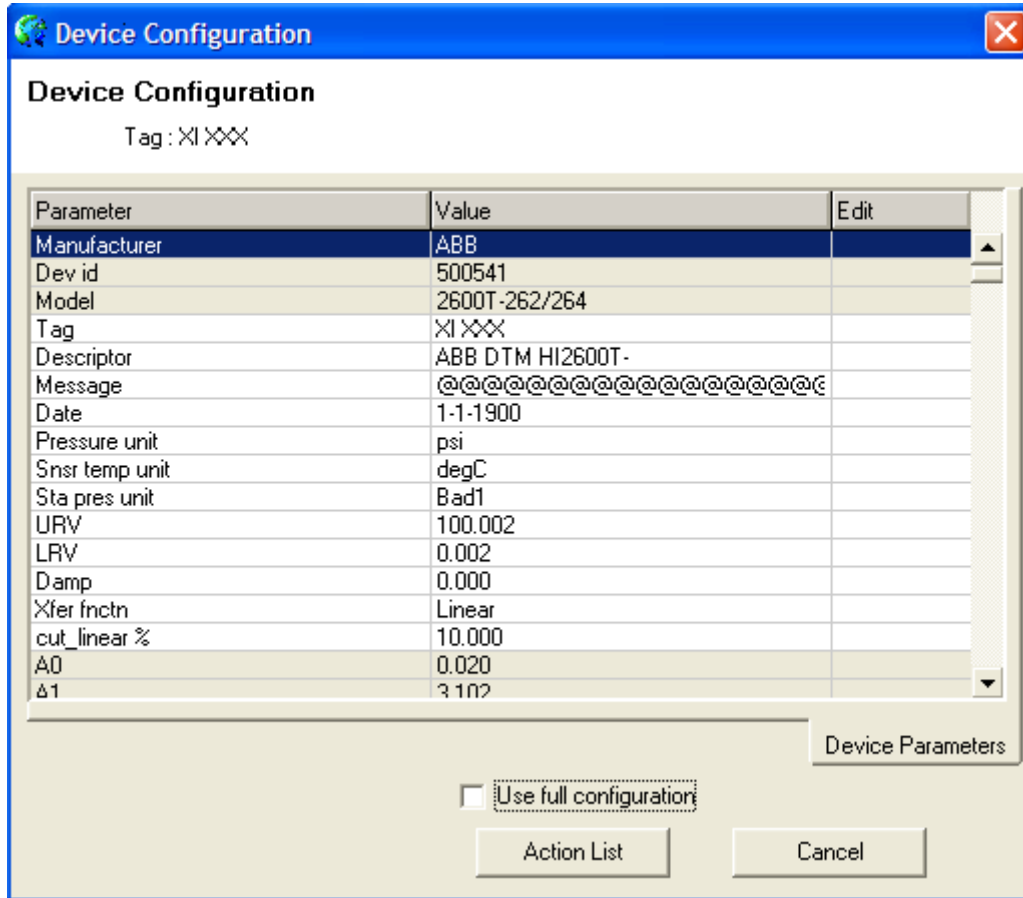 Device Configuration
Device Configuration
Tag : XI XXX
Parameter Value Edit
Manufacturer ABB
Dev id 500541
Model 2600T-262/264
Tag XI XXX
Descriptor ABB DTM HI2600T-
Message @@@@@@@@@@@@@@@@@@
Date 1-1-1900
Pressure unit psi
Snsr temp unit degC
Sta pres unit Bad1
URV 100.002
LRV 0.002
Damp 0.000
Xfer fnctn Linear
cut_linear % 10.000
A0 0.020
A1 3.102
Device Parameters
Use full configuration
Action List Cancel